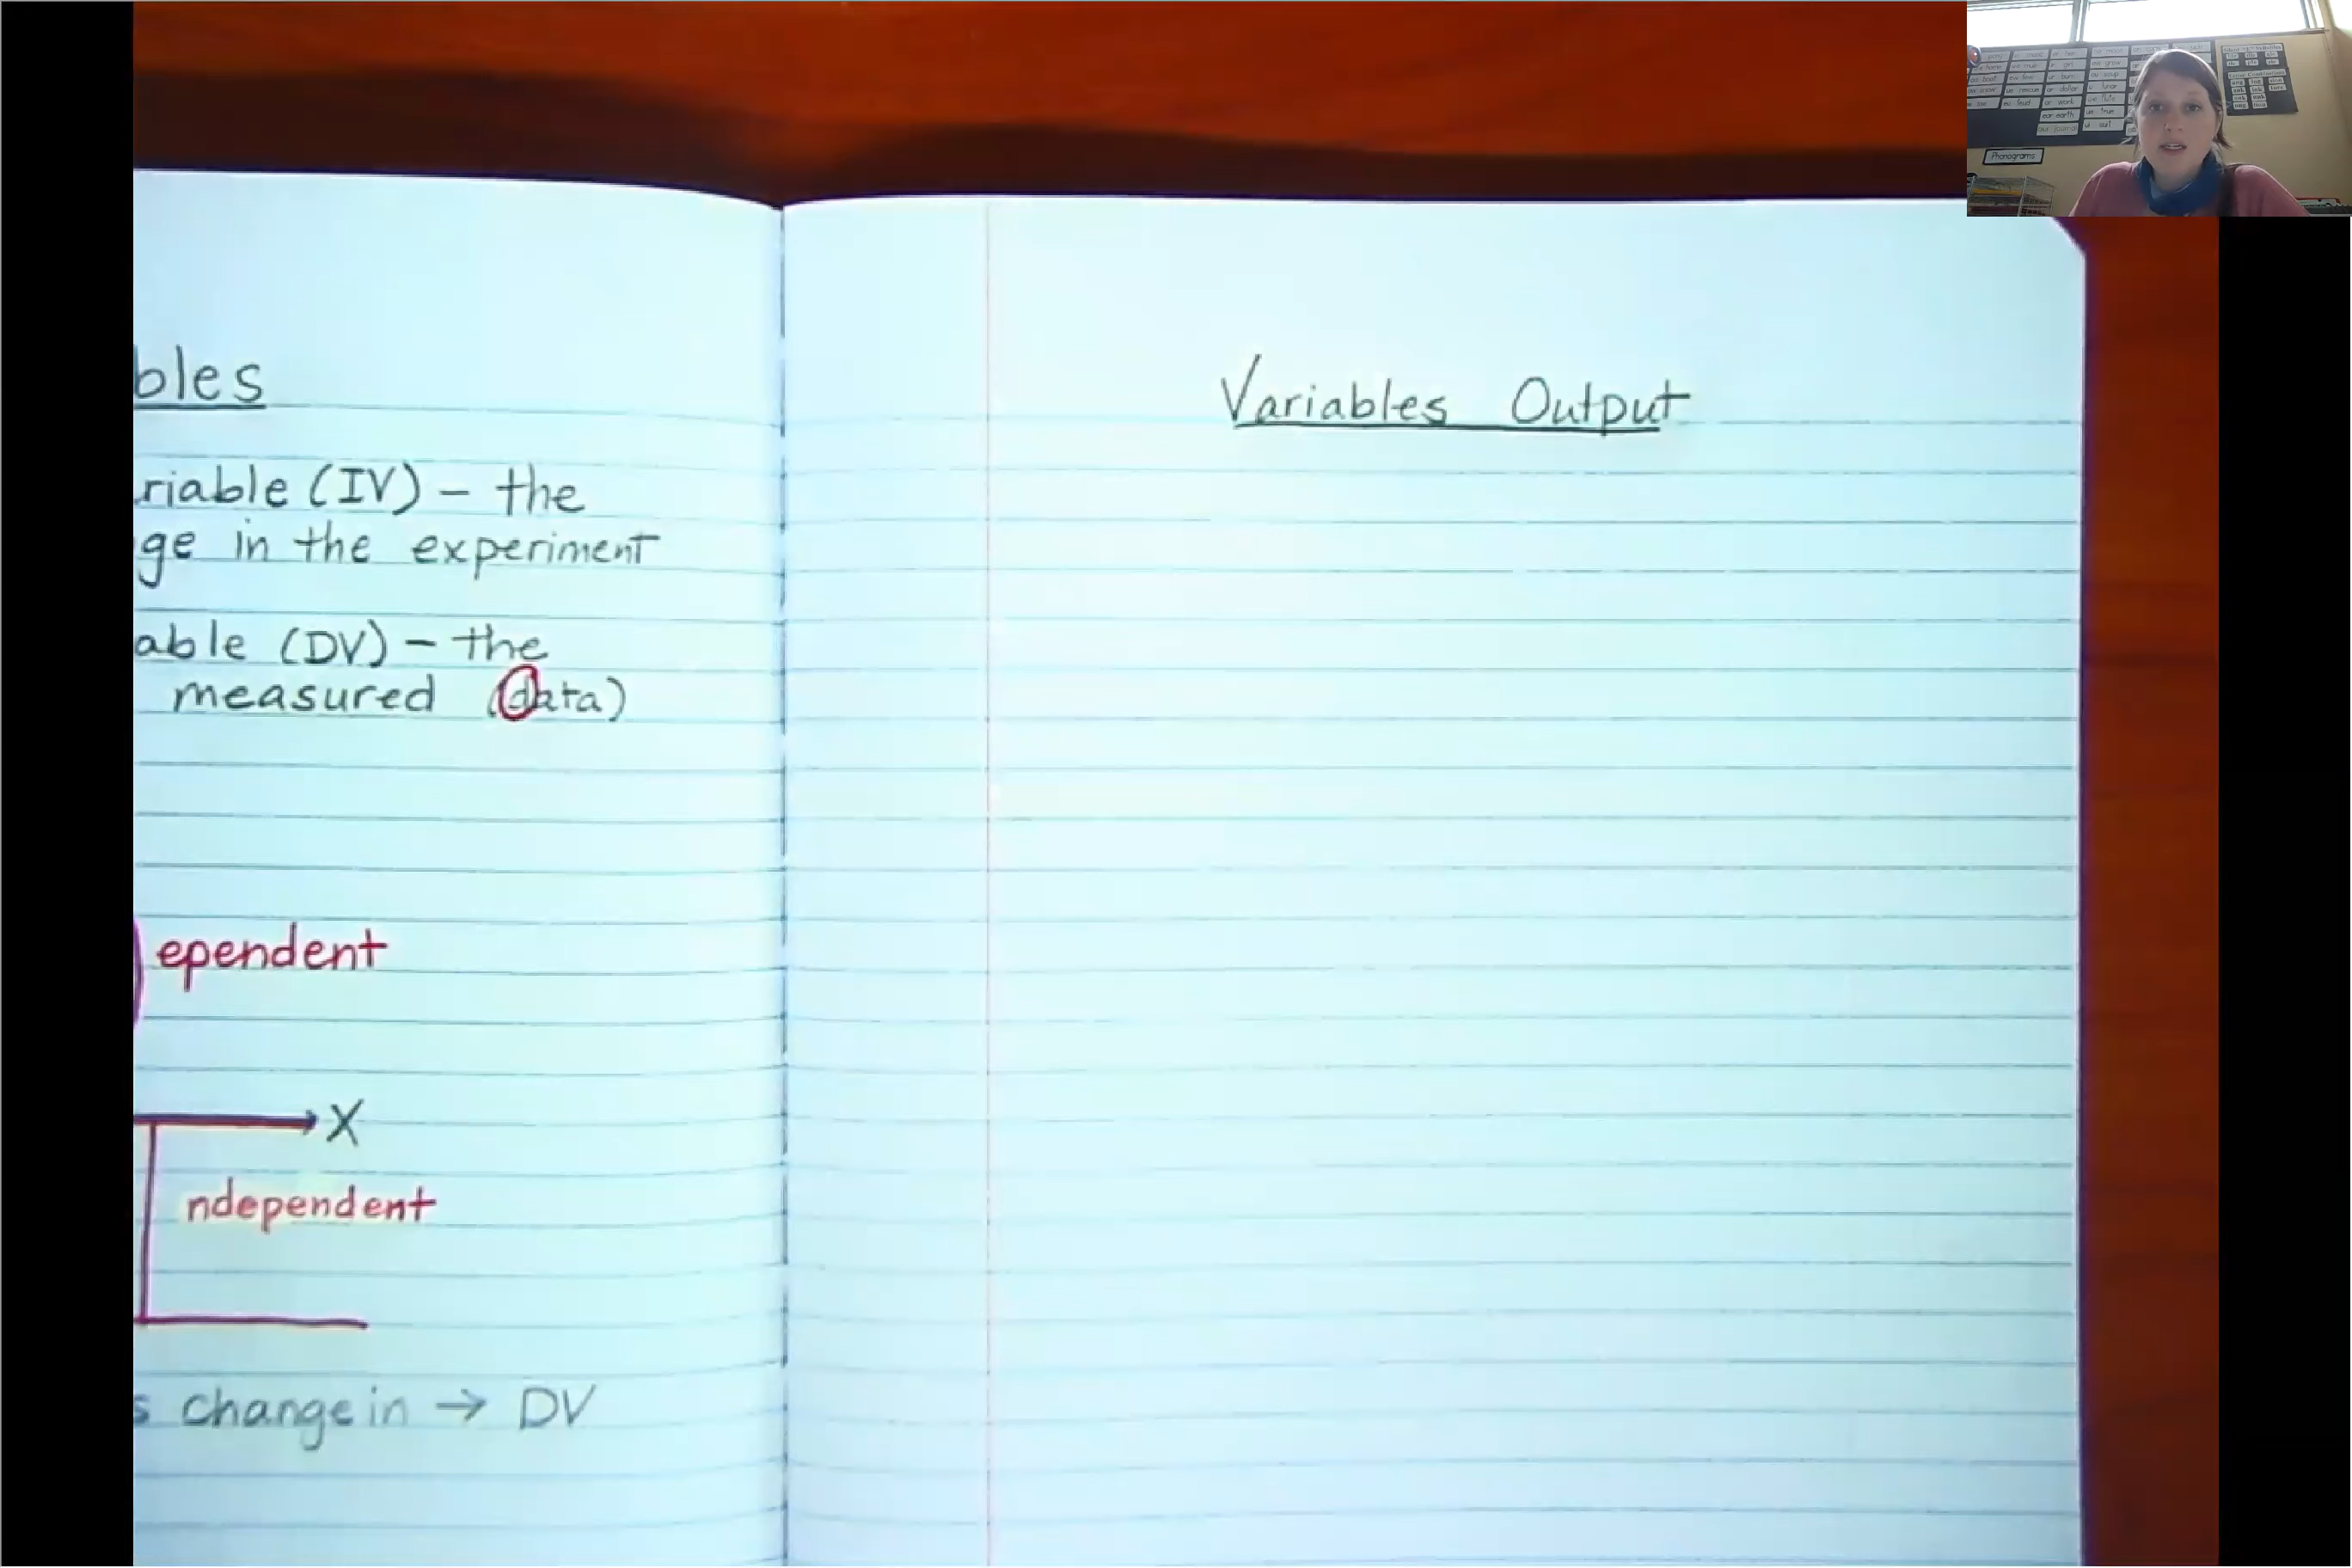 bles
riable (IV) – the
ge in the experiment
able (DV) – the
measured (data)
ependent
X
ndependent
s change in → DV
Variables Output
Phonograms